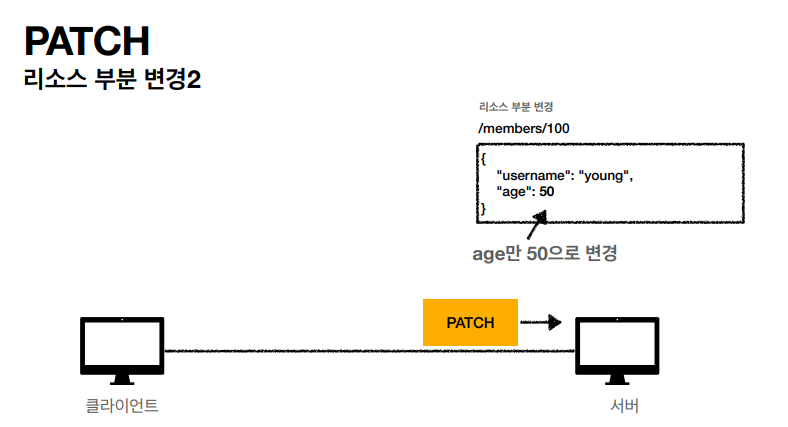 PATCH
리소스 부분 변경2
리소스 부분 변경
/members/100
{
"username": "young",
"age": 50
}
age만 50으로 변경
PATCH
클라이언트
서버